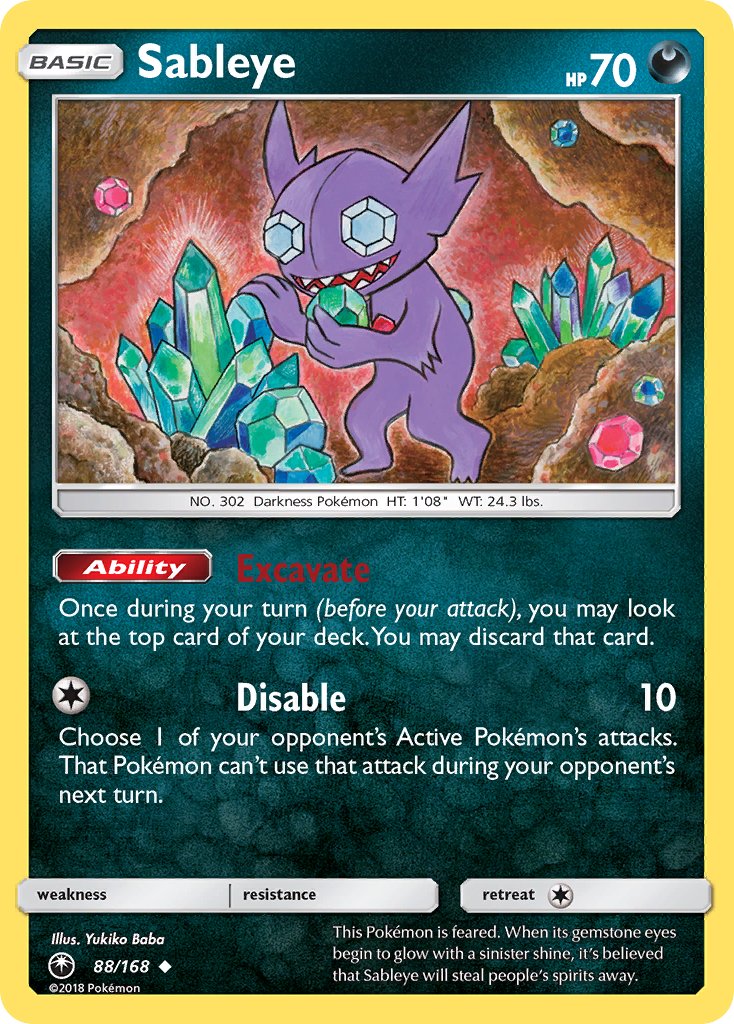 BASIC Sableye HP 70
NO. 302 Darkness Pokémon HT: 1'08" WT: 24.3 lbs.
Ability Excavate
Once during your turn (before your attack), you may look
at the top card of your deck. You may discard that card.
Disable 10
Choose 1 of your opponent's Active Pokémon's attacks.
That Pokémon can't use that attack during your opponent's
next turn.
weakness resistance retreat
Illus. Yukiko Baba
88/168
©2018 Pokémon
This Pokémon is feared. When its gemstone eyes
begin to glow with a sinister shine, it's believed
that Sableye will steal people's spirits away.